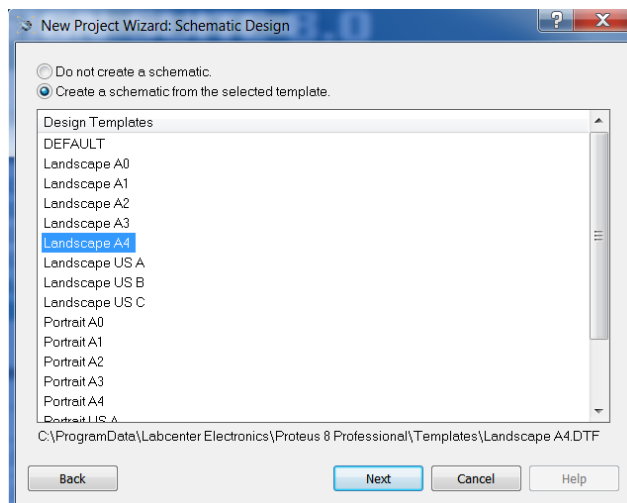 New Project Wizard: Schematic Design
Do not create a schematic.
Create a schematic from the selected template.
Design Templates
DEFAULT
Landscape A0
Landscape A1
Landscape A2
Landscape A3
Landscape A4
Landscape US A
Landscape US B
Landscape US C
Portrait A0
Portrait A1
Portrait A2
Portrait A3
Portrait A4
Portrait US A
C:\ProgramData\Labcenter Electronics\Proteus 8 Professional\Templates\Landscape A4.DTF
Back Next Cancel Help